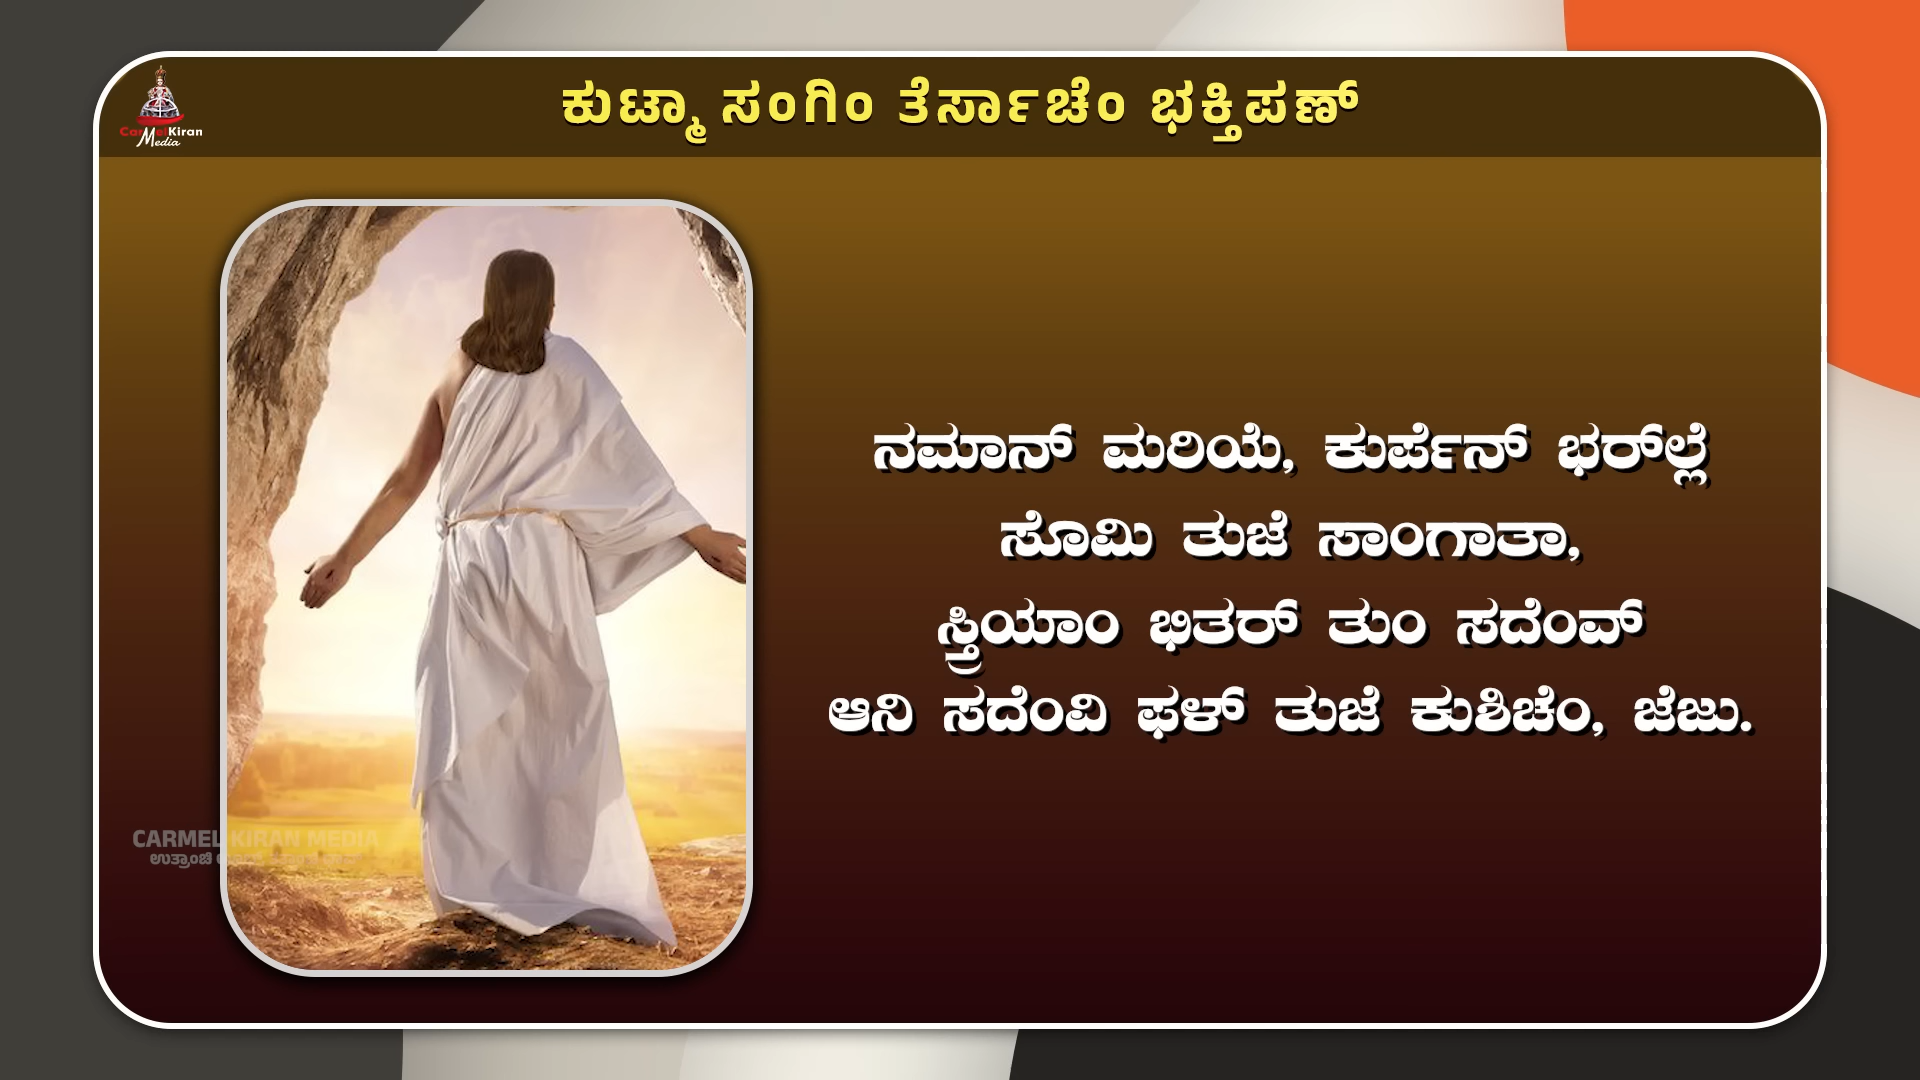 ಕುಟ್ಮಾ ಸಂಗಿಂ ತೆರ್ಸಾಚೆಂ ಭಕ್ತಿಪಣ್
CarmelKiran
Media
ನಮಾನ್ ಮರಿಯೆ, ಕುರ್ಪೆನ್ ಭರ್‌ಲ್ಲೆ
ಸೊಮಿ ತುಜೆ ಸಾಂಗಾತಾ,
ಸ್ತ್ರಿಯಾಂ ಭಿತರ್ ತುಂ ಸದೆಂವ್
ಆನಿ ಸದೆಂವಿ ಫಳ್ ತುಜೆ ಕುಶಿಚೆಂ, ಜೆಜು.
CARMEL KIRAN MEDIA